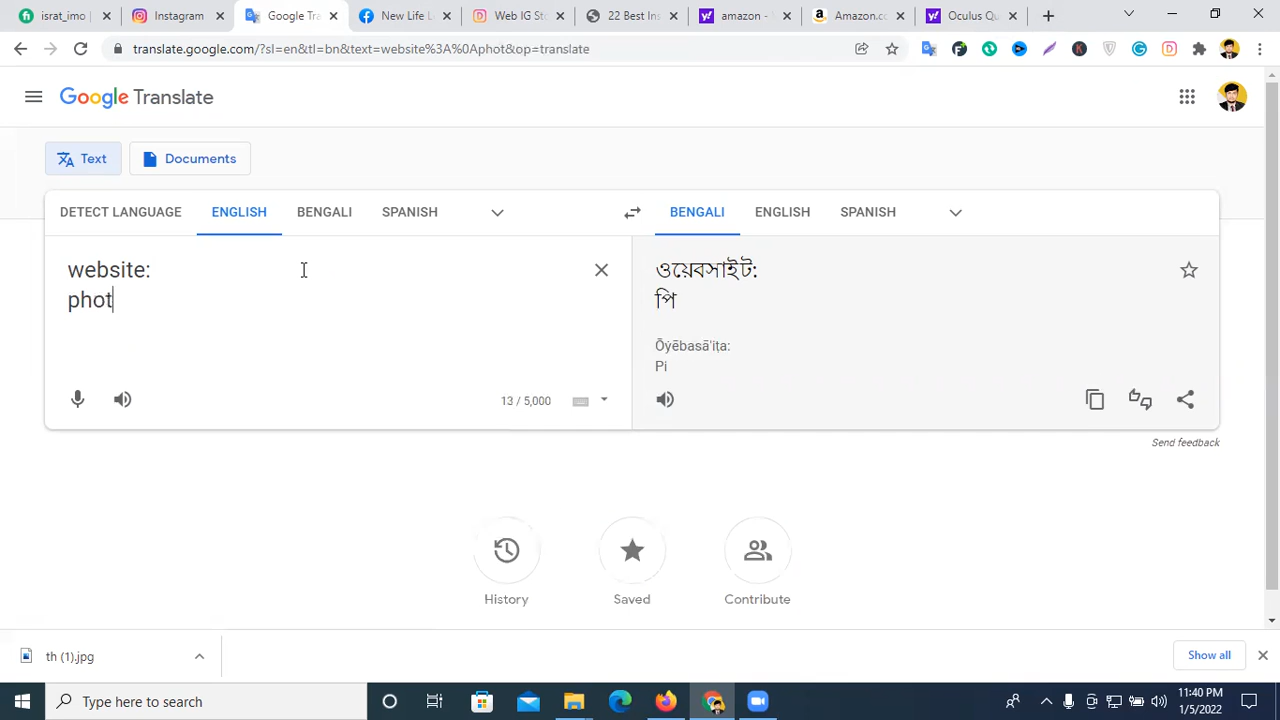 israt_imo
Instagram
Google Tra
New Life L
Web IG St
22 Best Ins
amazon -
Amazon.co
Oculus Qu
translate.google.com/?sl=en&tl=bn&text=website%3A%0Aphot&op=translate
Google Translate
Text
Documents
DETECT LANGUAGE
ENGLISH
BENGALI
SPANISH
BENGALI
ENGLISH
SPANISH
website:
phot
13 / 5,000
ওয়েবসাইট:
পি
Ōẏēbasā'iṭa:
Pi
Send feedback
History
Saved
Contribute
th (1).jpg
Show all
Type here to search
11:40 PM
1/5/2022